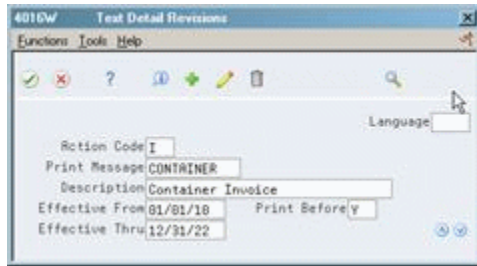 4016W Text Detail Revisions
Functions Tools Help
Language
Action Code I
Print Message CONTAINER
Description Container Invoice
Effective From 01/01/18 Print Before Y
Effective Thru 12/31/22